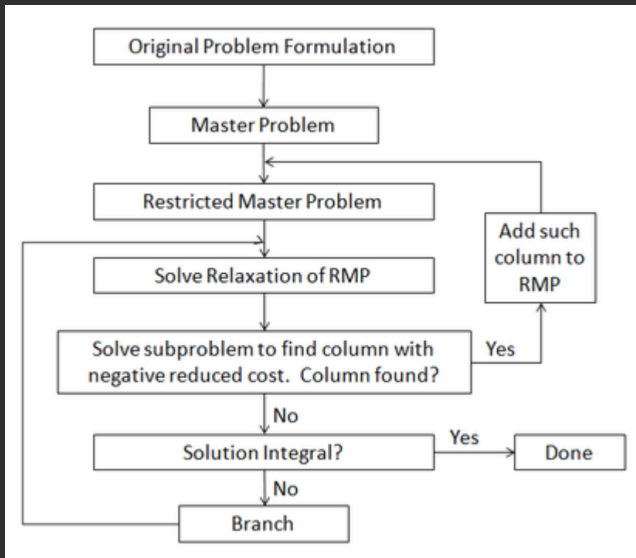 Original Problem Formulation
Master Problem
Restricted Master Problem
Add such
column to
RMP
Solve Relaxation of RMP
Solve subproblem to find column with
negative reduced cost.  Column found?
Yes
No
Solution Integral?
Yes
Done
No
Branch